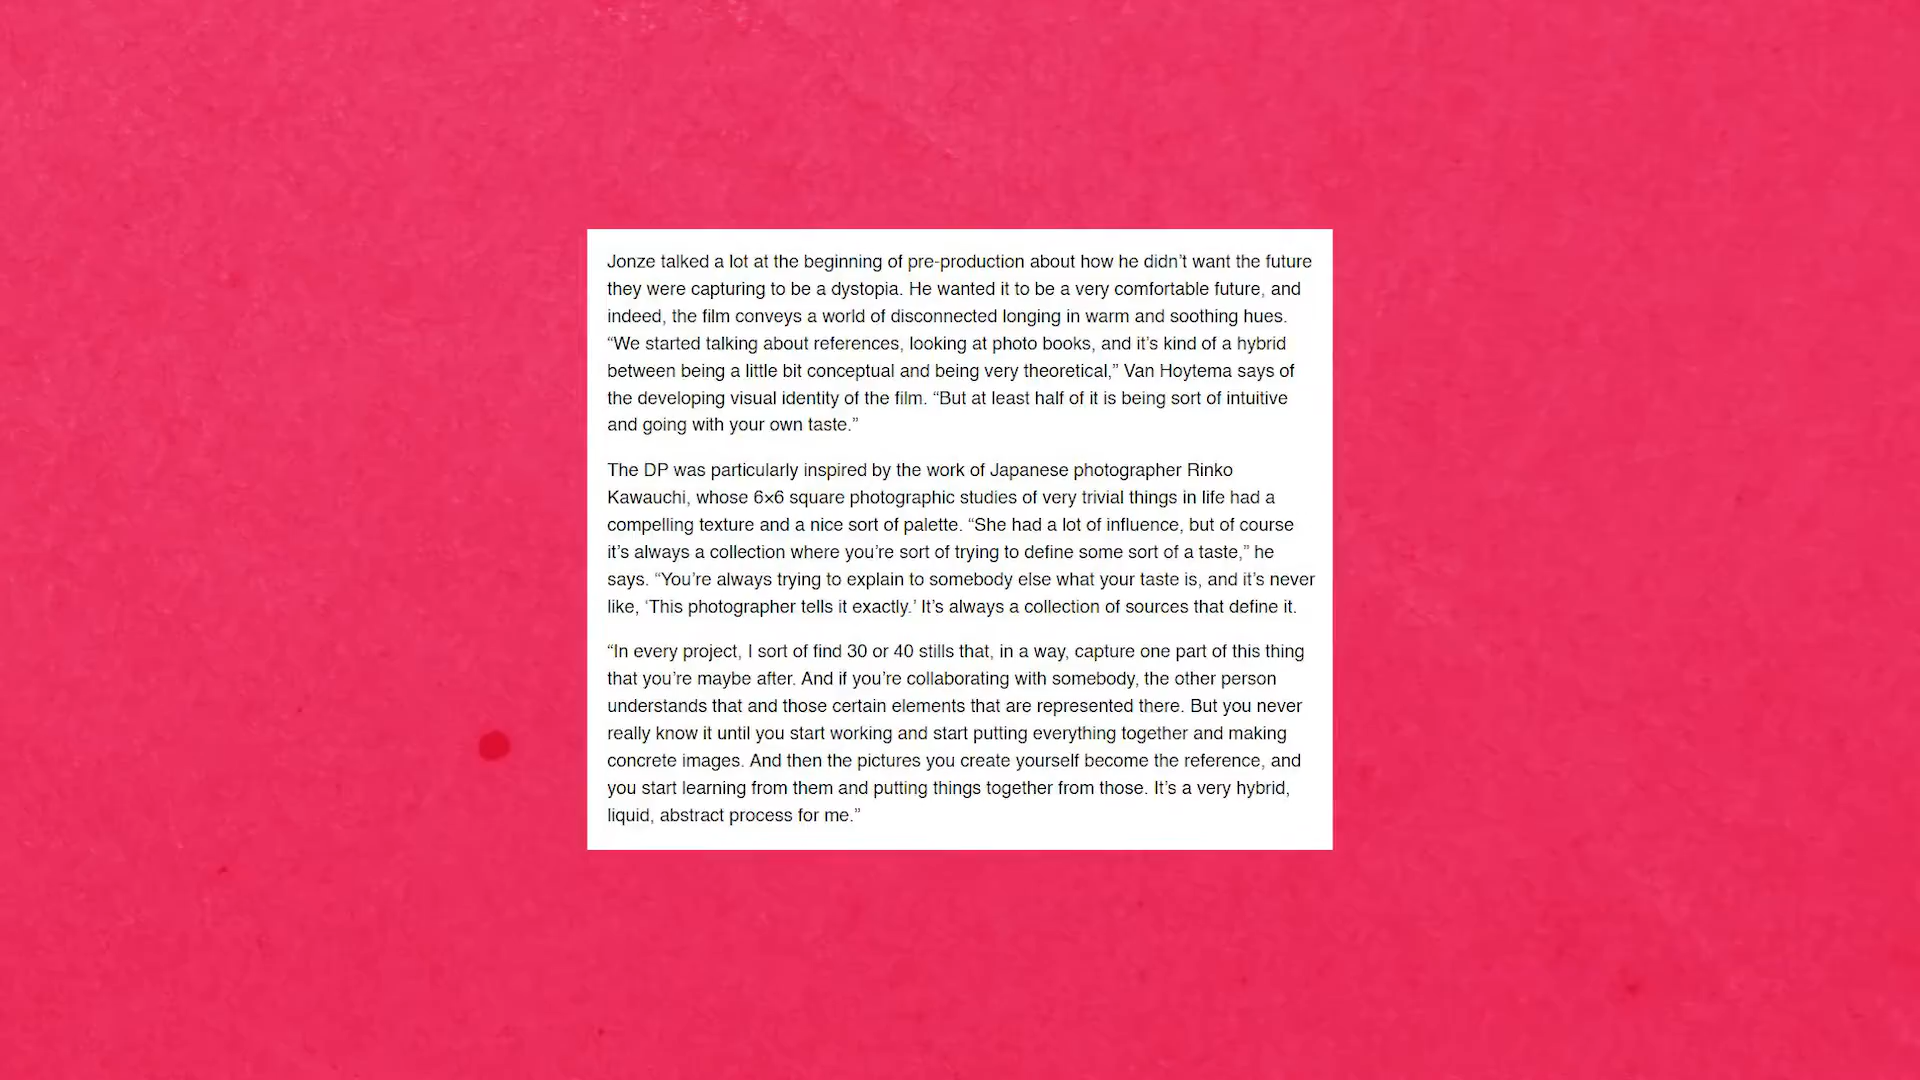 Jonze talked a lot at the beginning of pre-production about how he didn’t want the future
they were capturing to be a dystopia. He wanted it to be a very comfortable future, and
indeed, the film conveys a world of disconnected longing in warm and soothing hues.
“We started talking about references, looking at photo books, and it’s kind of a hybrid
between being a little bit conceptual and being very theoretical,” Van Hoytema says of
the developing visual identity of the film. “But at least half of it is being sort of intuitive
and going with your own taste.”
The DP was particularly inspired by the work of Japanese photographer Rinko
Kawauchi, whose 6×6 square photographic studies of very trivial things in life had a
compelling texture and a nice sort of palette. “She had a lot of influence, but of course
it’s always a collection where you’re sort of trying to define some sort of a taste,” he
says. “You’re always trying to explain to somebody else what your taste is, and it’s never
like, ‘This photographer tells it exactly.’ It’s always a collection of sources that define it.
“In every project, I sort of find 30 or 40 stills that, in a way, capture one part of this thing
that you’re maybe after. And if you’re collaborating with somebody, the other person
understands that and those certain elements that are represented there. But you never
really know it until you start working and start putting everything together and making
concrete images. And then the pictures you create yourself become the reference, and
you start learning from them and putting things together from those. It’s a very hybrid,
liquid, abstract process for me.”